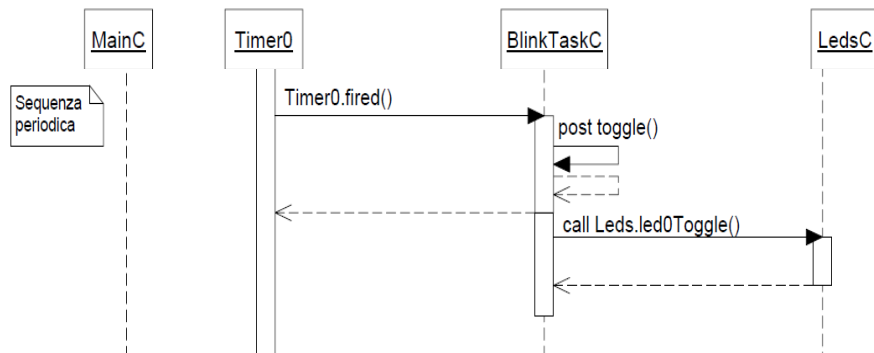 MainC
Timer0
BlinkTaskC
LedsC
Sequenza
periodica
Timer0.fired()
post toggle()
call Leds.led0Toggle()